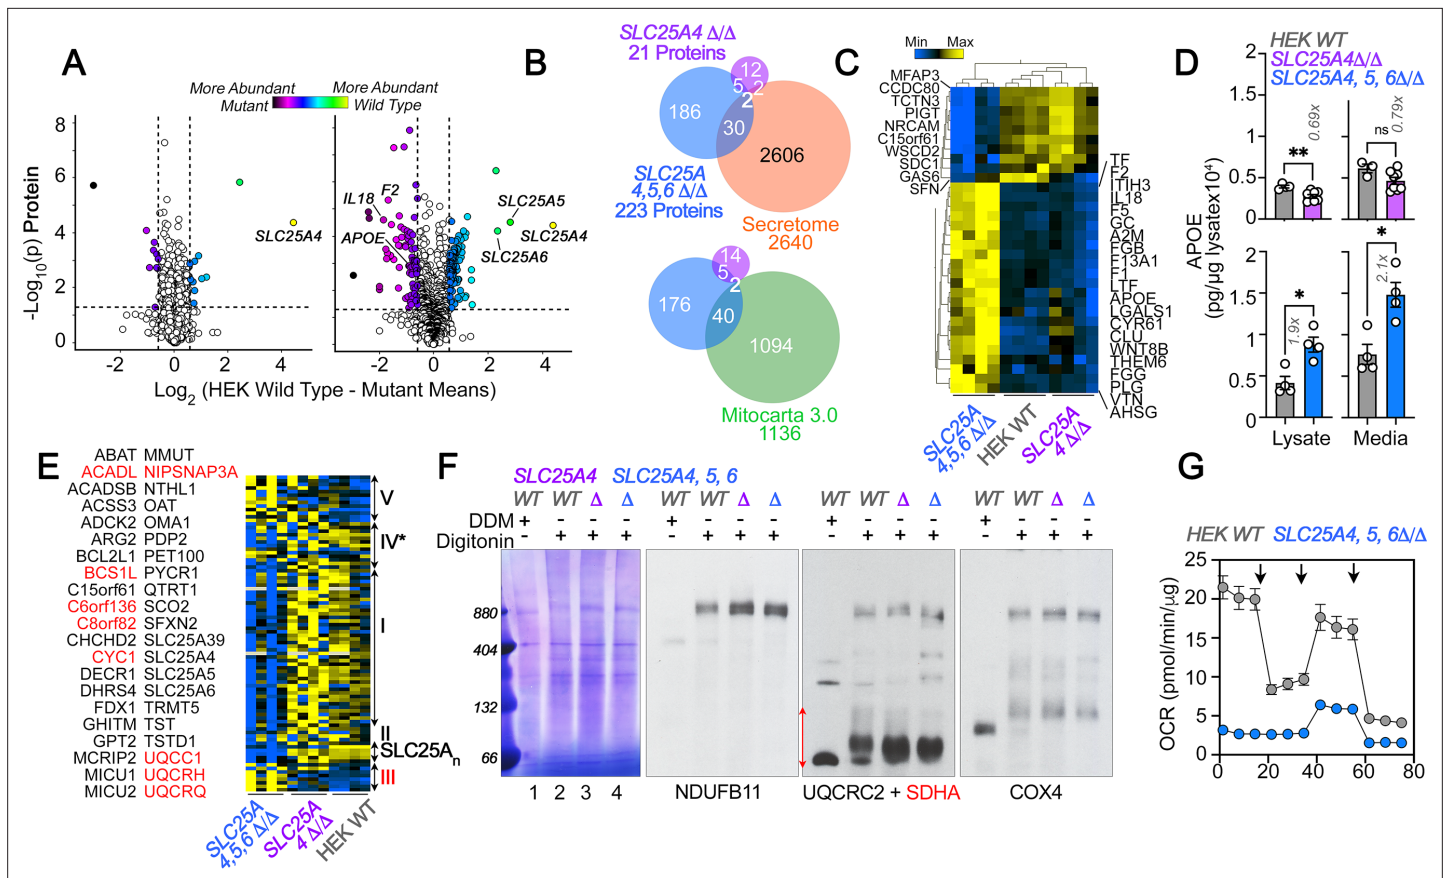 A
More Abundant
Mutant
More Abundant
Wild Type
8
6
4
2
0
-Log10(p) Protein
SLC25A4
IL18
F2
APOE
SLC25A5
SLC25A4
SLC25A6
-2
0
2
4
-2
0
2
4
Log2 (HEK Wild Type - Mutant Means)
B
SLC25A4 Δ/Δ
21 Proteins
12
5
2
2
186
30
2606
SLC25A
4,5,6 Δ/Δ
223 Proteins
Secretome
2640
14
5
2
176
40
1094
Mitocarta 3.0
1136
C
Min
Max
MFAP3
CCDC80
TCTN3
PIGT
NRCAM
C15orf61
WSCD2
SDC1
GAS6
SFN
TF
F2
ITIH3
IL18
F5
GC
A2M
FGB
F13A1
F1
LTF
APOE
LGALS1
CYR61
CLU
WNT8B
THEM6
FGG
PLG
VTN
AHSG
SLC25A
4,5,6 Δ/Δ
HEK WT
SLC25A
4 Δ/Δ
D
HEK WT
SLC25A4Δ/Δ
SLC25A4, 5, 6Δ/Δ
2
1.5
1
0.5
0
**
0.69x
ns
0.79x
APOE
(pg/µg lysatex10⁴)
2
1.5
1
0.5
0
*
1.9x
*
2.1x
Lysate
Media
E
ABAT MMUT
ACADL NIPSNAP3A
ACADSB NTHL1
ACSS3 OAT
ADCK2 OMA1
ARG2 PDP2
BCL2L1 PET100
BCS1L PYCR1
C15orf61 QTRT1
C6orf136 SCO2
C8orf82 SFXN2
CHCHD2 SLC25A39
CYC1 SLC25A4
DECR1 SLC25A5
DHRS4 SLC25A6
FDX1 TRMT5
GHITM TST
GPT2 TSTD1
MCRIP2 UQCC1
MICU1 UQCRH
MICU2 UQCRQ
V
IV*
I
II
SLC25An
III
SLC25A
4,5,6 Δ/Δ
SLC25A
4 Δ/Δ
HEK WT
F
SLC25A4
SLC25A4, 5, 6
WT WT Δ Δ
WT WT Δ Δ
WT WT Δ Δ
WT WT Δ Δ
DDM + - - - + - - - + - - - + - - -
Digitonin - + + + - + + + - + + + - + + +
880
404
132
66
1 2 3 4
NDUFB11
UQCRC2 + SDHA
COX4
G
HEK WT
SLC25A4, 5, 6Δ/Δ
25
20
15
10
5
0
OCR (pmol/min/µg)
0
20
40
60
80